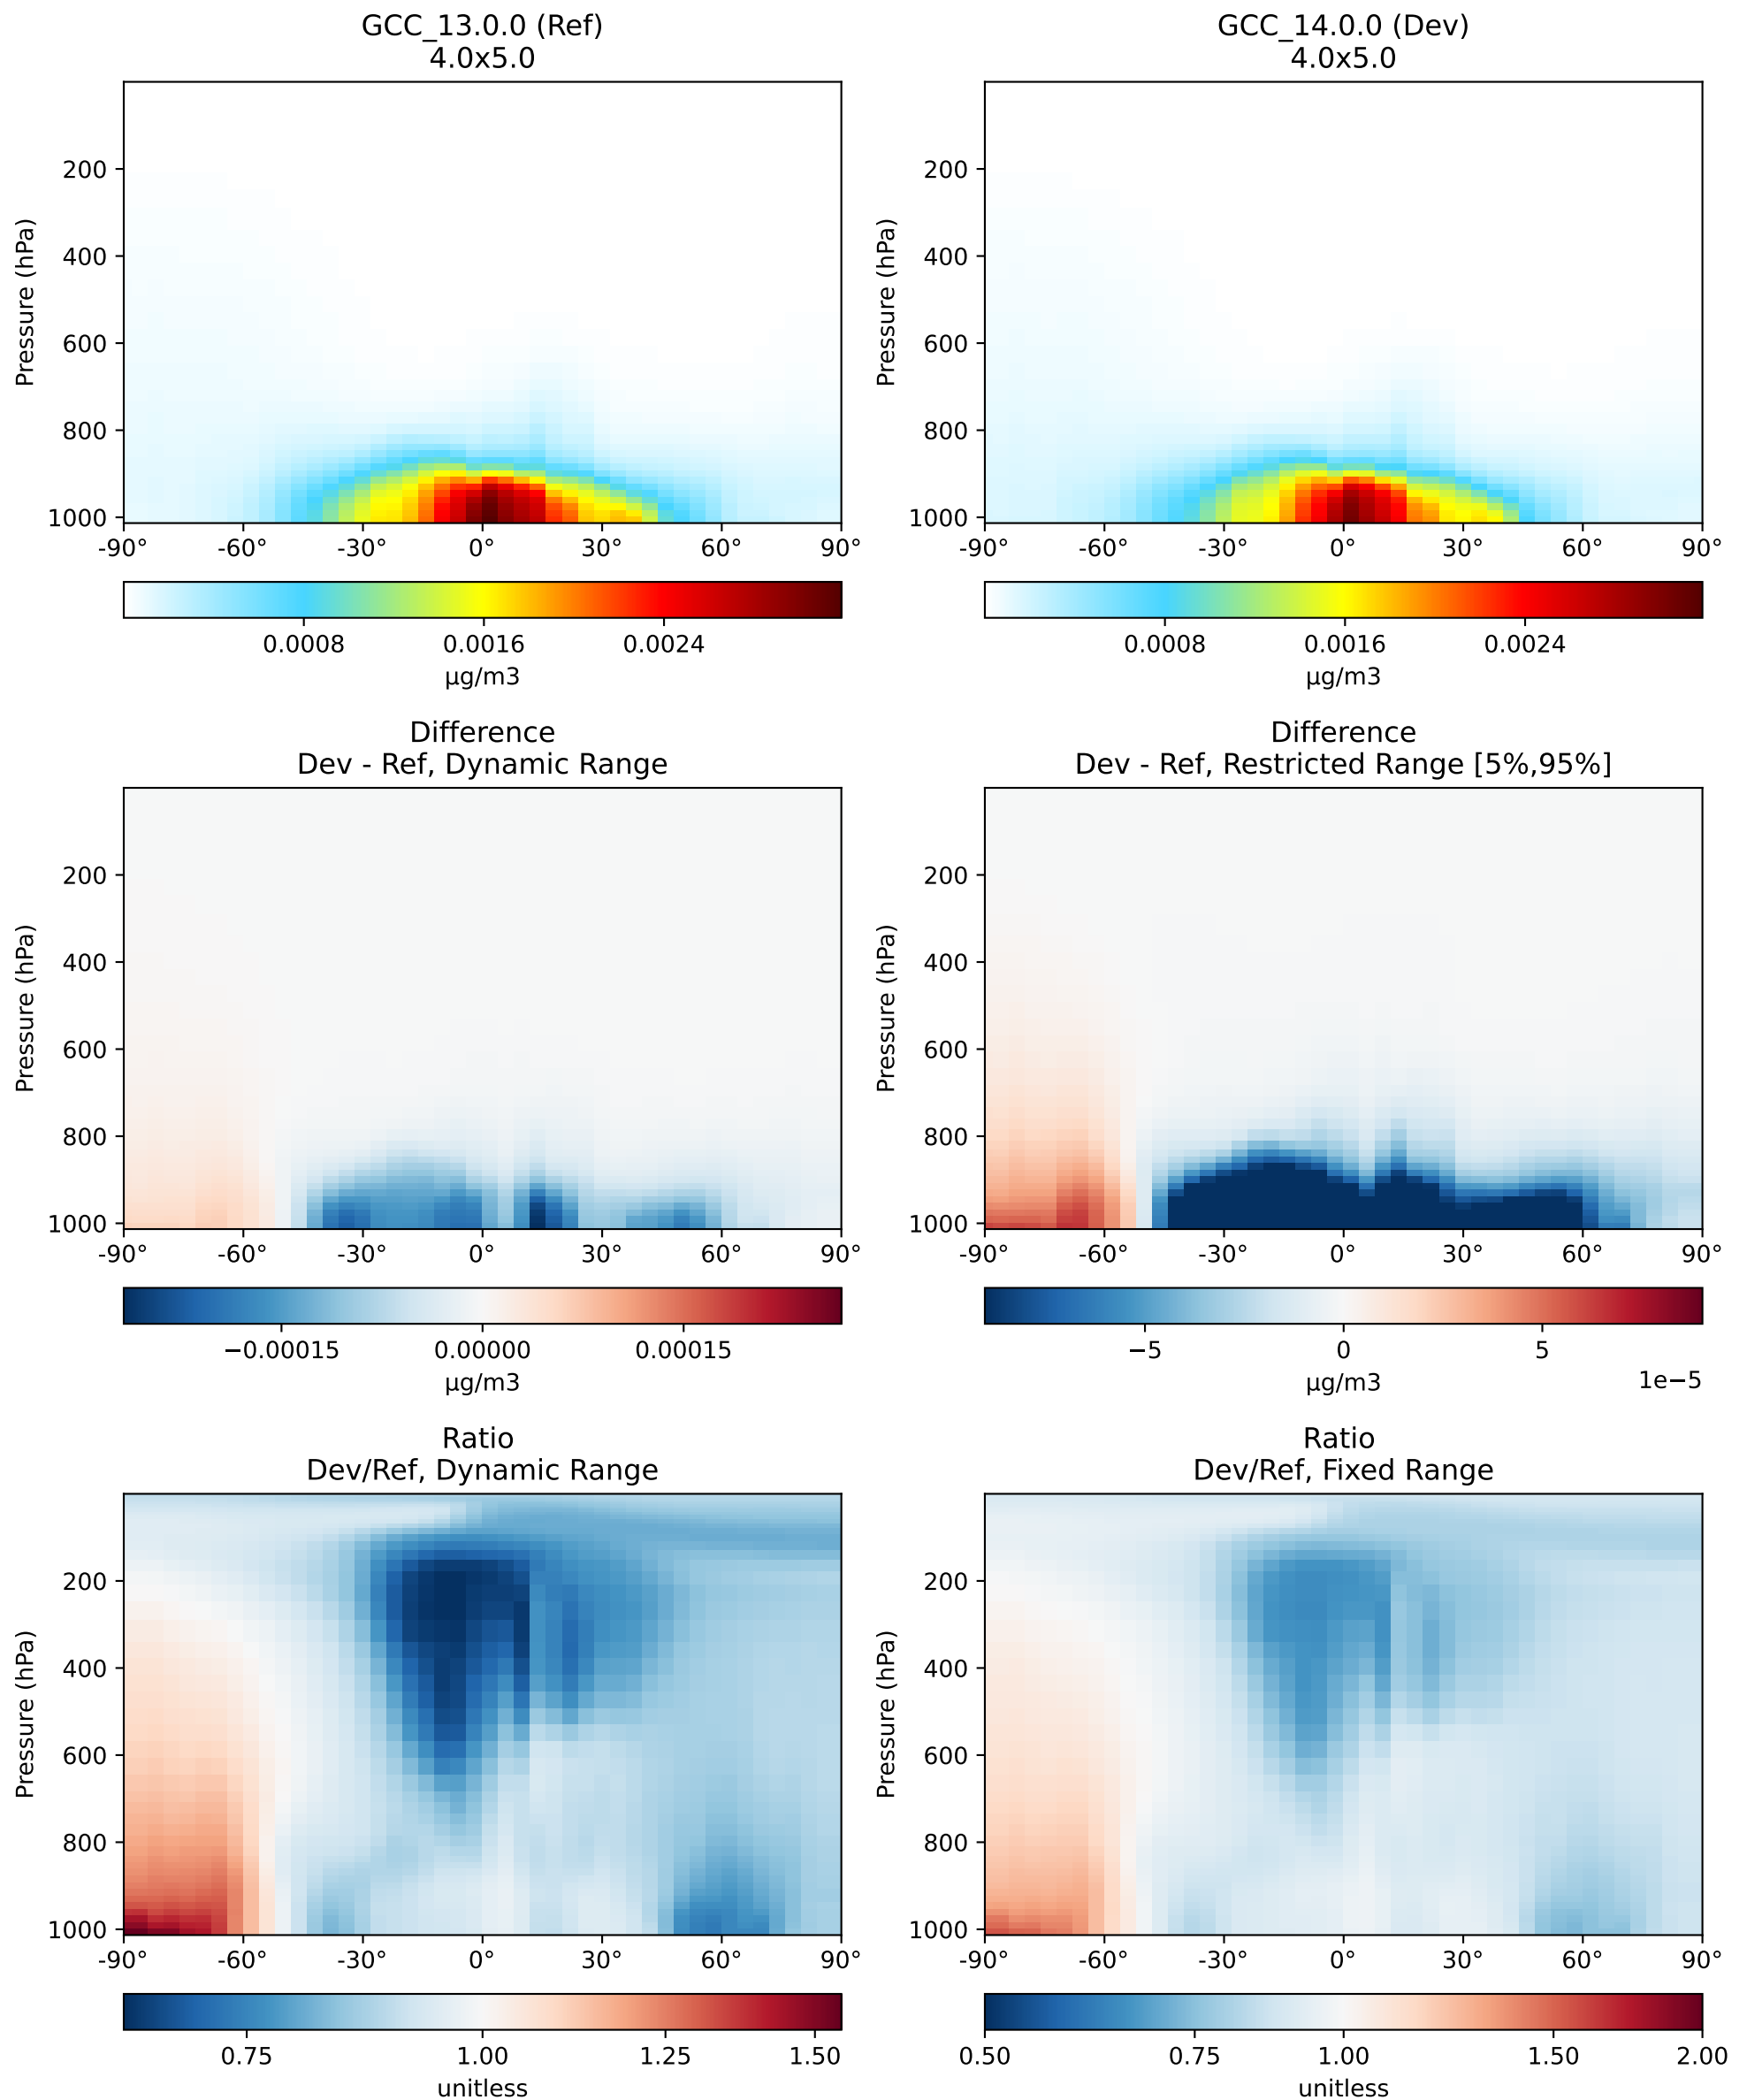 GCC_13.0.0 (Ref)
4.0x5.0
Pressure (hPa)
200
400
600
800
1000
-90° -60° -30° 0° 30° 60° 90°
0.0008 0.0016 0.0024
µg/m3
GCC_14.0.0 (Dev)
4.0x5.0
Pressure (hPa)
200
400
600
800
1000
-90° -60° -30° 0° 30° 60° 90°
0.0008 0.0016 0.0024
µg/m3
Difference
Dev - Ref, Dynamic Range
Pressure (hPa)
200
400
600
800
1000
-90° -60° -30° 0° 30° 60° 90°
−0.00015 0.00000 0.00015
µg/m3
Difference
Dev - Ref, Restricted Range [5%,95%]
Pressure (hPa)
200
400
600
800
1000
-90° -60° -30° 0° 30° 60° 90°
−5 0 5
µg/m3
1e−5
Ratio
Dev/Ref, Dynamic Range
Pressure (hPa)
200
400
600
800
1000
-90° -60° -30° 0° 30° 60° 90°
0.75 1.00 1.25 1.50
unitless
Ratio
Dev/Ref, Fixed Range
Pressure (hPa)
200
400
600
800
1000
-90° -60° -30° 0° 30° 60° 90°
0.50 0.75 1.00 1.50 2.00
unitless